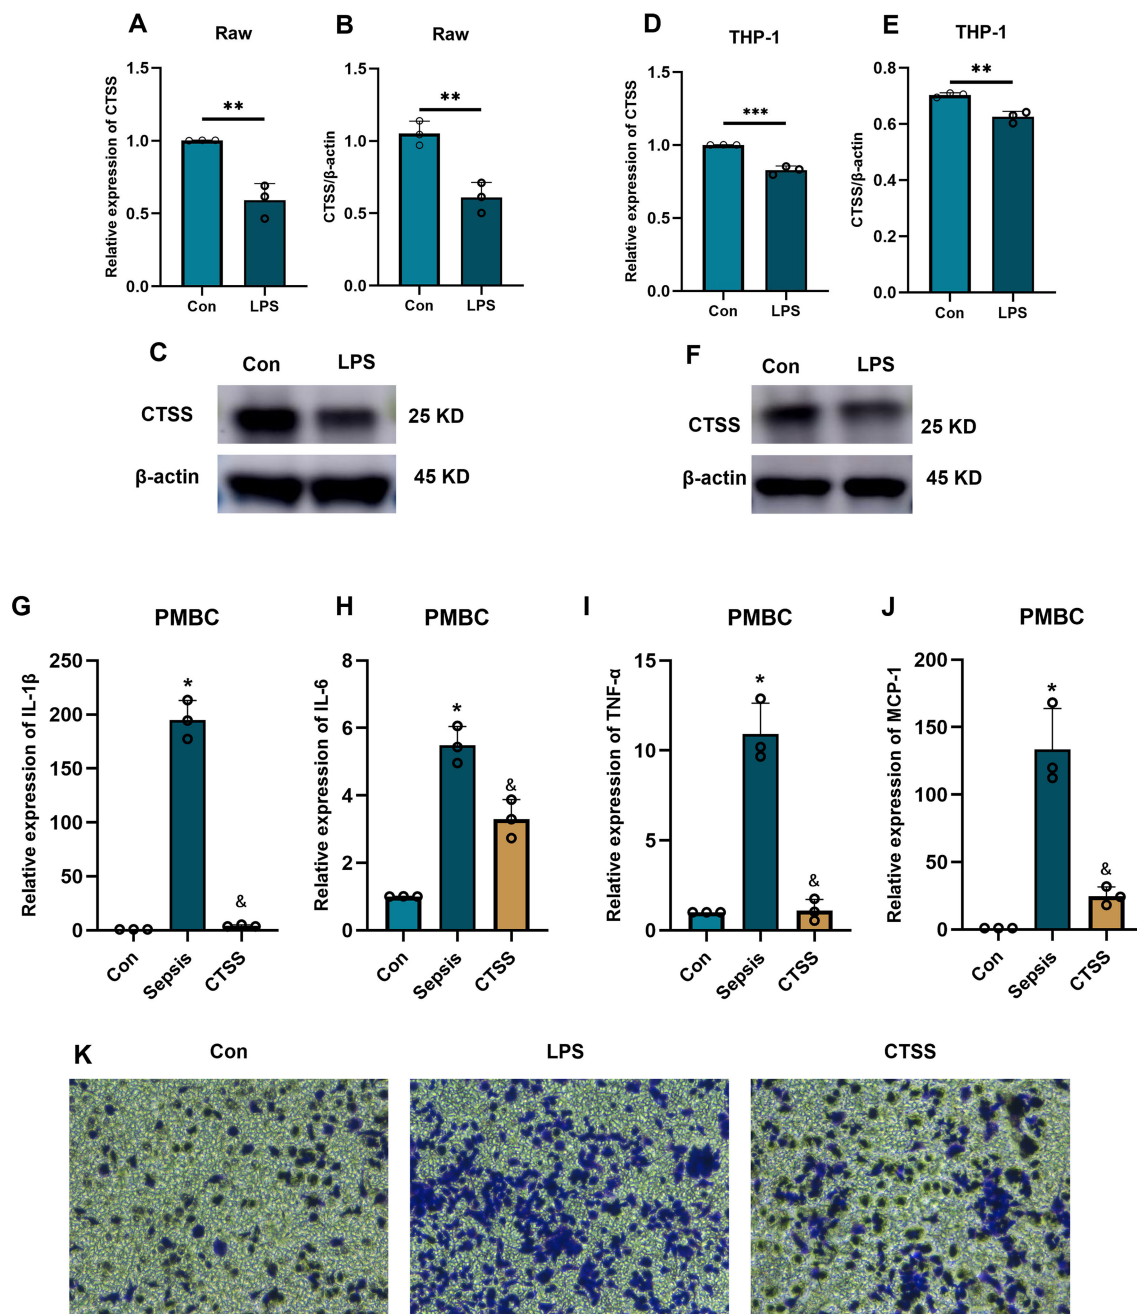 A
Raw
Relative expression of CTSS
1.5
1.0
0.5
0.0
**
Con
LPS
B
Raw
CTSS/β-actin
1.5
1.0
0.5
0.0
**
Con
LPS
D
THP-1
Relative expression of CTSS
1.5
1.0
0.5
0.0
***
Con
LPS
E
THP-1
CTSS/β-actin
0.8
0.6
0.4
0.2
0.0
**
Con
LPS
C
Con
LPS
CTSS
25 KD
β-actin
45 KD
F
Con
LPS
CTSS
25 KD
β-actin
45 KD
G
PMBC
Relative expression of IL-1β
250
200
150
100
50
0
*
&
Con
Sepsis
CTSS
H
PMBC
Relative expression of IL-6
8
6
4
2
0
*
&
Con
Sepsis
CTSS
I
PMBC
Relative expression of TNF-α
15
10
5
0
*
&
Con
Sepsis
CTSS
J
PMBC
Relative expression of MCP-1
200
150
100
50
0
*
&
Con
Sepsis
CTSS
K
Con
LPS
CTSS